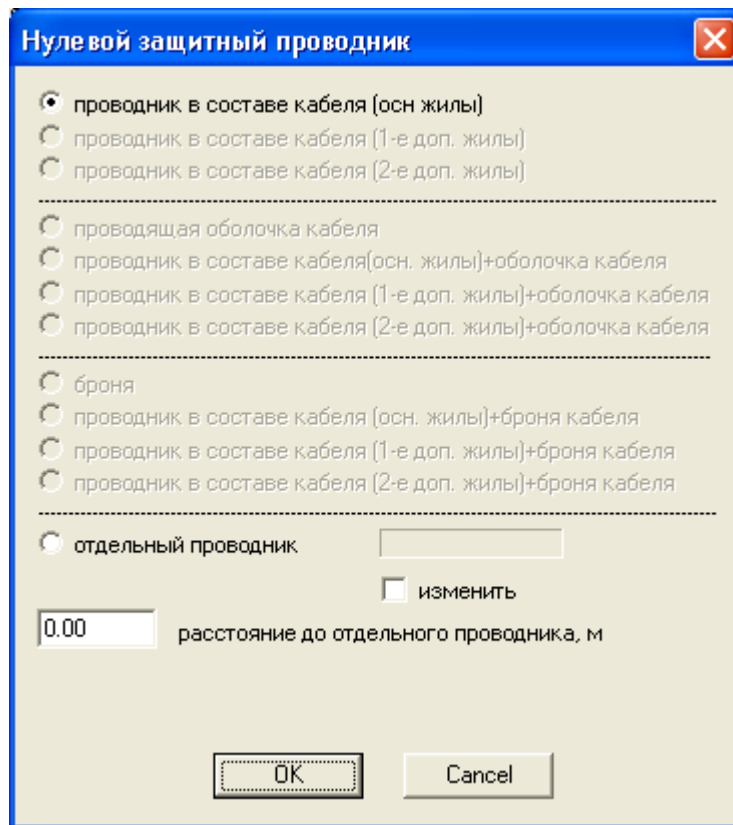 Нулевой защитный проводник
проводник в составе кабеля (осн жилы)
проводник в составе кабеля (1-е доп. жилы)
проводник в составе кабеля (2-е доп. жилы)
проводящая оболочка кабеля
проводник в составе кабеля(осн. жилы)+оболочка кабеля
проводник в составе кабеля (1-е доп. жилы)+оболочка кабеля
проводник в составе кабеля (2-е доп. жилы)+оболочка кабеля
броня
проводник в составе кабеля (осн. жилы)+броня кабеля
проводник в составе кабеля (1-е доп. жилы)+броня кабеля
проводник в составе кабеля (2-е доп. жилы)+броня кабеля
отдельный проводник
изменить
0.00 расстояние до отдельного проводника, м
OK Cancel